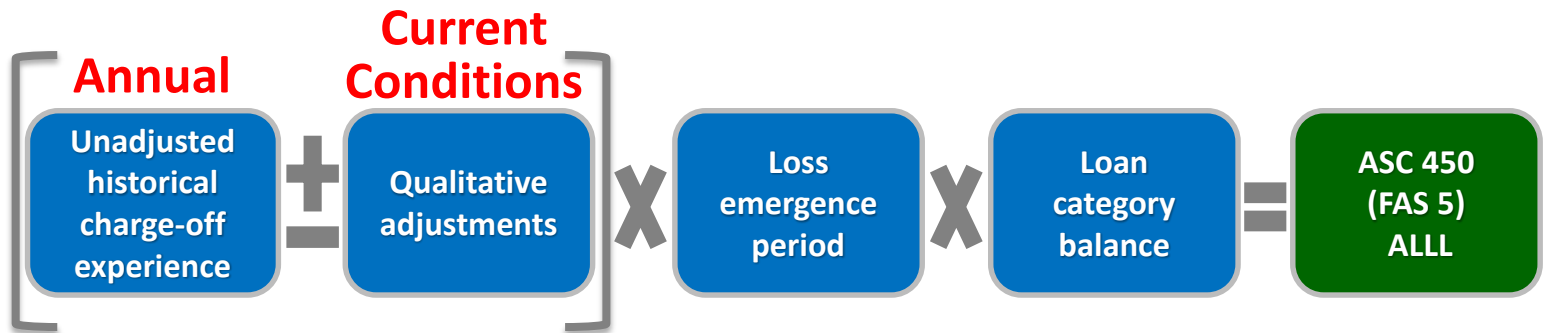 Annual
Current
Conditions
Unadjusted
historical
charge-off
experience
Qualitative
adjustments
Loss
emergence
period
Loan
category
balance
ASC 450
(FAS 5)
ALLL